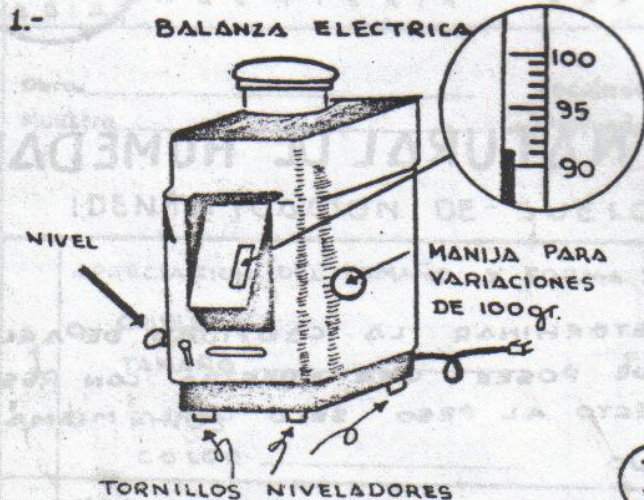 1.-
BALANZA ELECTRICA
100
95
90
NIVEL
MANIJA PARA
VARIACIONES
DE 100gr.
TORNILLOS NIVELADORES